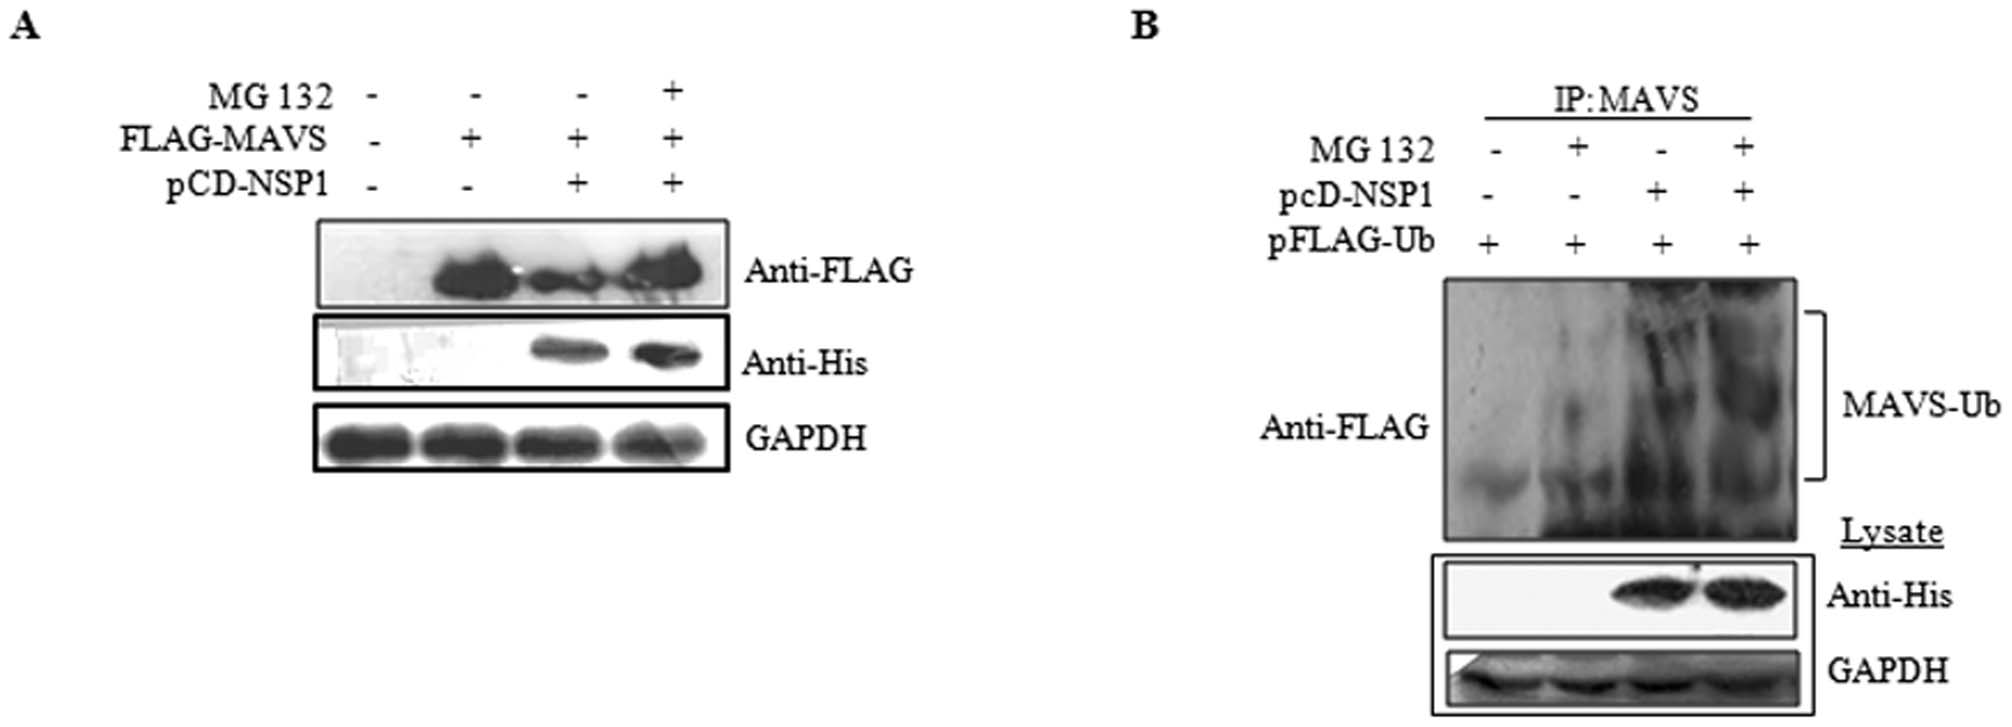 A
MG 132 - - - +
FLAG-MAVS - + + +
pCD-NSP1 - - + +
Anti-FLAG
Anti-His
GAPDH
B
IP: MAVS
MG 132 - + - +
pcD-NSP1 - - + +
pFLAG-Ub + + + +
Anti-FLAG
MAVS-Ub
Lysate
Anti-His
GAPDH